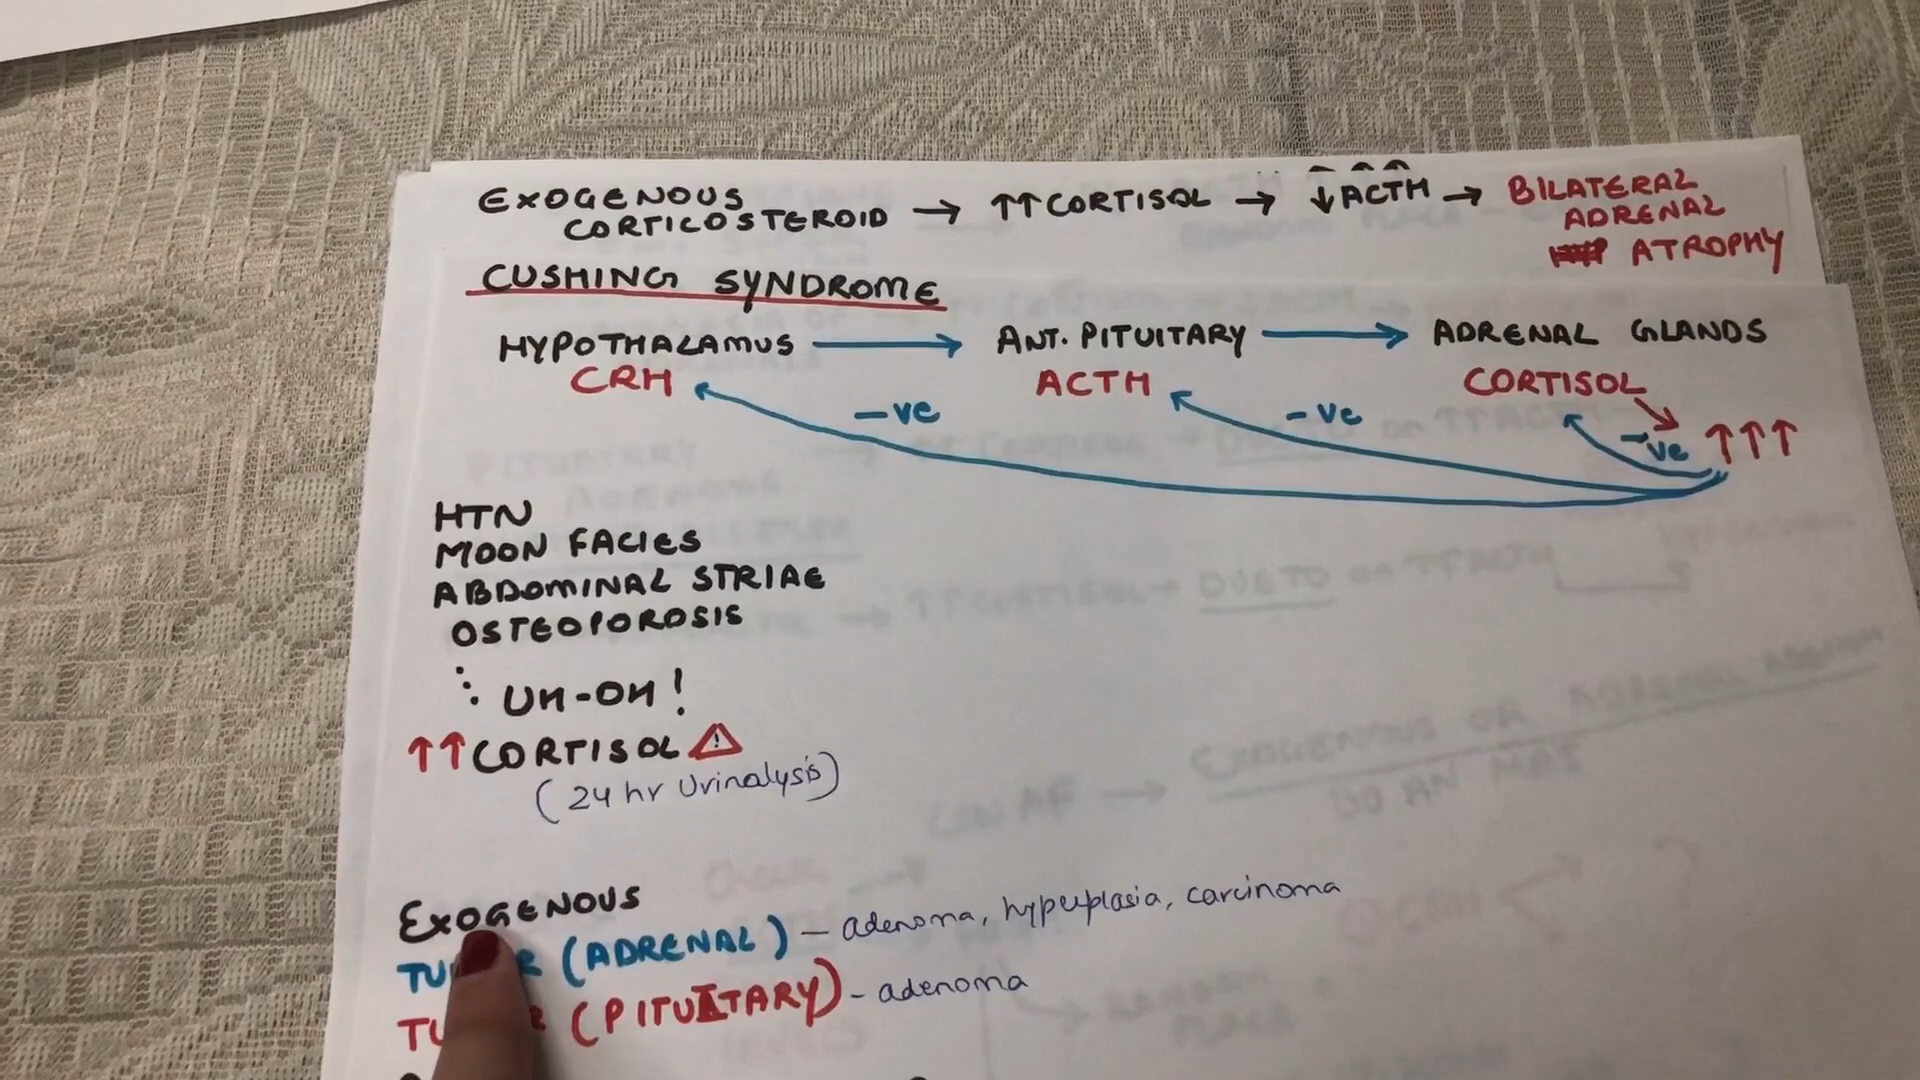 EXOGENOUS
CORTICOSTEROID → ↑↑ CORTISOL → ↓ ACTH → BILATERAL
ADRENAL
ATROPHY
CUSHING SYNDROME
HYPOTHALAMUS → ANT. PITUITARY → ADRENAL GLANDS
CRH ACTH CORTISOL
-ve -ve -ve ↑↑↑
HTN
MOON FACIES
ABDOMINAL STRIAE
OSTEOPOROSIS
UH-OH!
↑↑ CORTISOL ⚠
(24 hr Urinalysis)
EXOGENOUS
(ADRENAL) - adenoma, hyperplasia, carcinoma
(PITUITARY) - adenoma